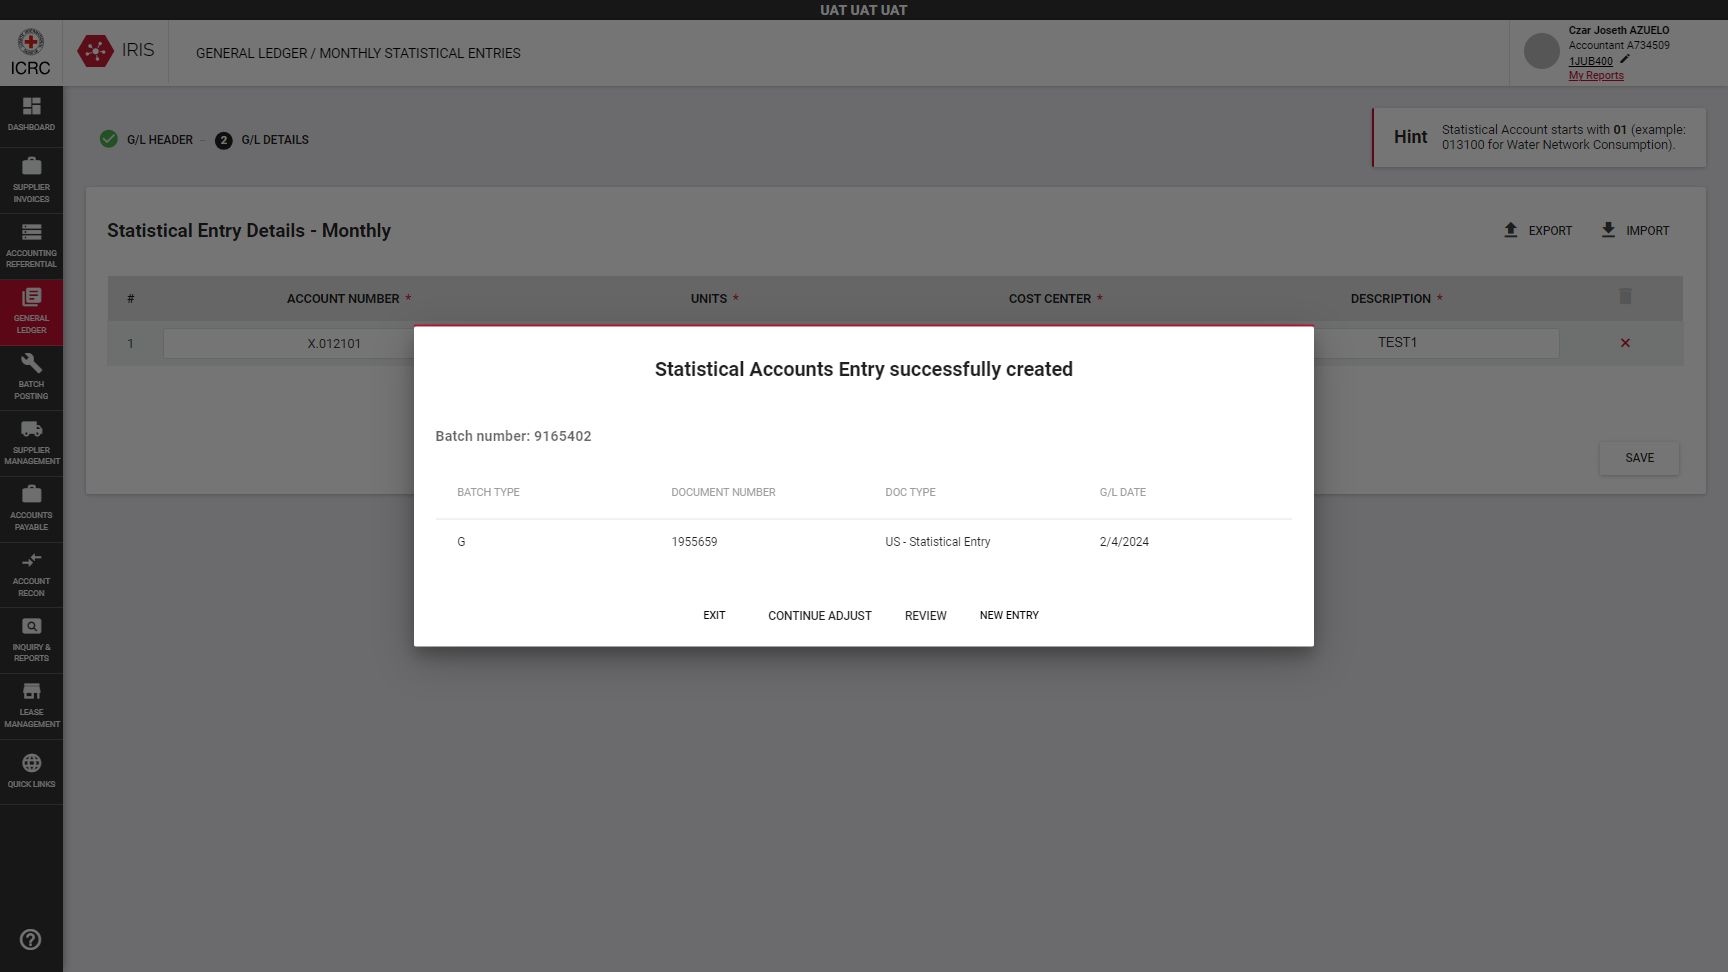 UAT UAT UAT
ICRC
IRIS
GENERAL LEDGER / MONTHLY STATISTICAL ENTRIES
Czar Joseth AZUELO
Accountant A734509
1JUB400
My Reports
DASHBOARD
SUPPLIER
INVOICES
ACCOUNTING
REFERENTIAL
GENERAL
LEDGER
BATCH
POSTING
SUPPLIER
MANAGEMENT
ACCOUNTS
PAYABLE
ACCOUNT
RECON
INQUIRY &
REPORTS
LEASE
MANAGEMENT
QUICK LINKS
G/L HEADER - 2 G/L DETAILS
Hint
Statistical Account starts with 01 (example:
013100 for Water Network Consumption).
Statistical Entry Details - Monthly
EXPORT IMPORT
# ACCOUNT NUMBER * UNITS * COST CENTER * DESCRIPTION *
1 X.012101 TEST1
SAVE
Statistical Accounts Entry successfully created
Batch number: 9165402
BATCH TYPE DOCUMENT NUMBER DOC TYPE G/L DATE
G 1955659 US - Statistical Entry 2/4/2024
EXIT CONTINUE ADJUST REVIEW NEW ENTRY